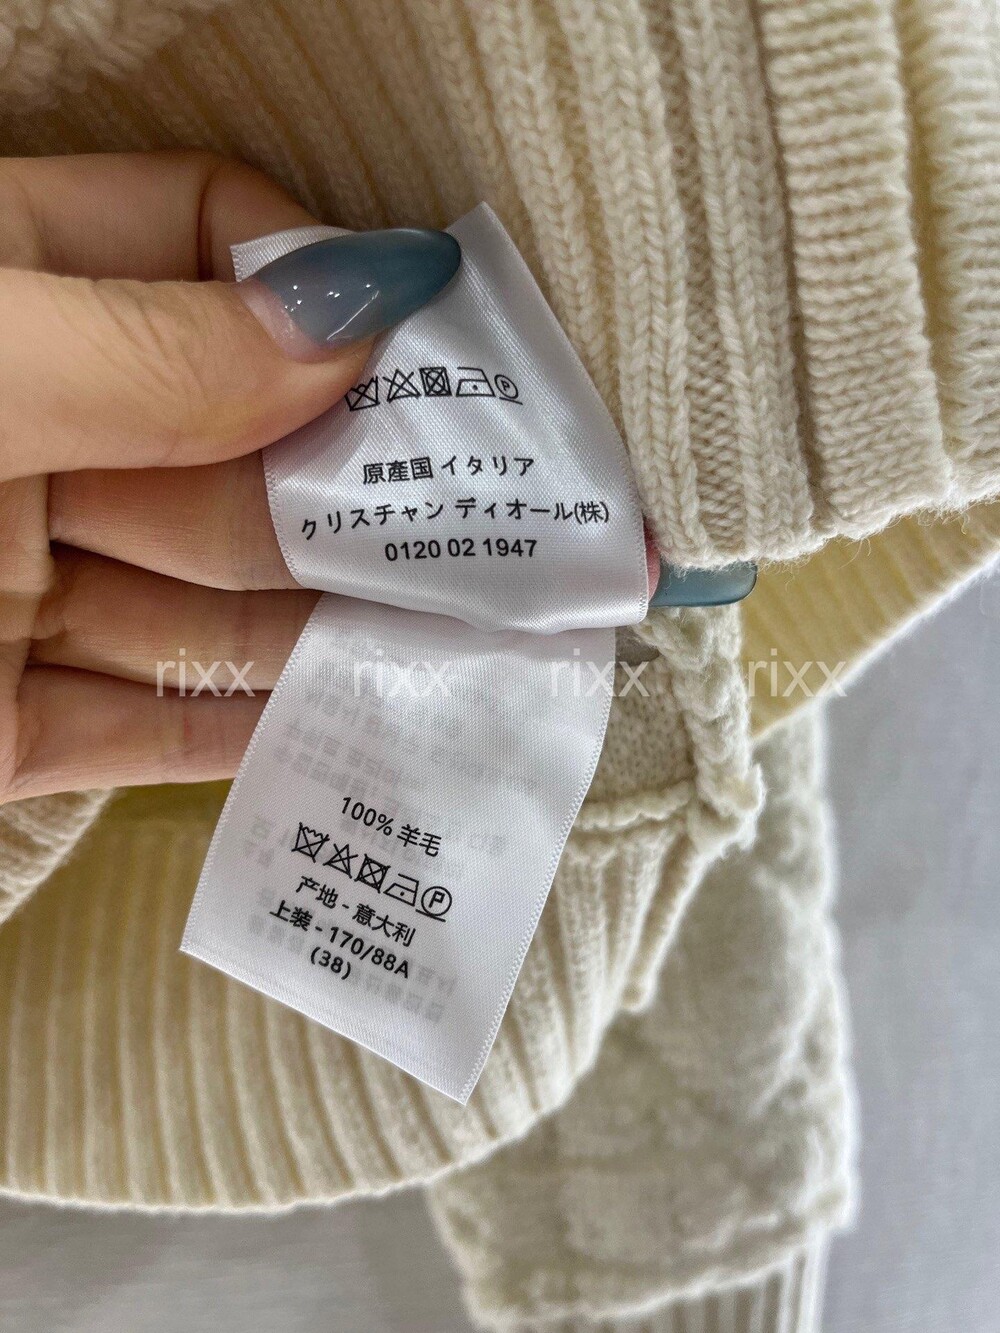 原産国 イタリア
クリスチャン ディオール(株)
0120 02 1947
rixx rixx rixx rixx
100% 羊毛
产地 - 意大利
上装 - 170/88A
(38)